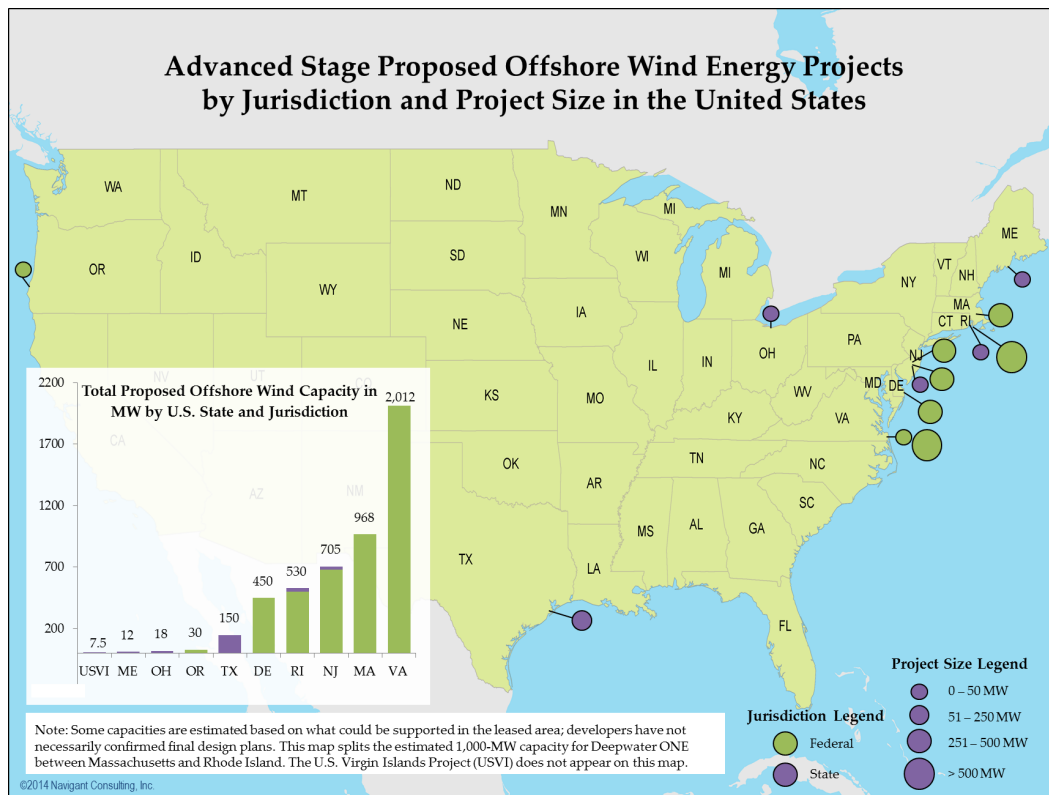 Advanced Stage Proposed Offshore Wind Energy Projects
by Jurisdiction and Project Size in the United States
WA
MT
ND
MN
MI
ME
OR
ID
SD
WI
MI
VT
NH
NY
WY
MA
CT RI
IA
NE
PA
OH
NJ
IL
IN
MD
DE
NV
UT
CO
KS
MO
WV
VA
KY
CA
OK
TN
NC
AR
AZ
NM
SC
MS
AL
GA
TX
LA
FL
Total Proposed Offshore Wind Capacity in
MW by U.S. State and Jurisdiction
2200
1700
1200
700
200
7.5
12
18
30
150
450
530
705
968
2,012
USVI
ME
OH
OR
TX
DE
RI
NJ
MA
VA
Project Size Legend
0 – 50 MW
51 – 250 MW
251 – 500 MW
> 500 MW
Jurisdiction Legend
Federal
State
Note: Some capacities are estimated based on what could be supported in the leased area; developers have not
necessarily confirmed final design plans. This map splits the estimated 1,000-MW capacity for Deepwater ONE
between Massachusetts and Rhode Island. The U.S. Virgin Islands Project (USVI) does not appear on this map.
©2014 Navigant Consulting, Inc.